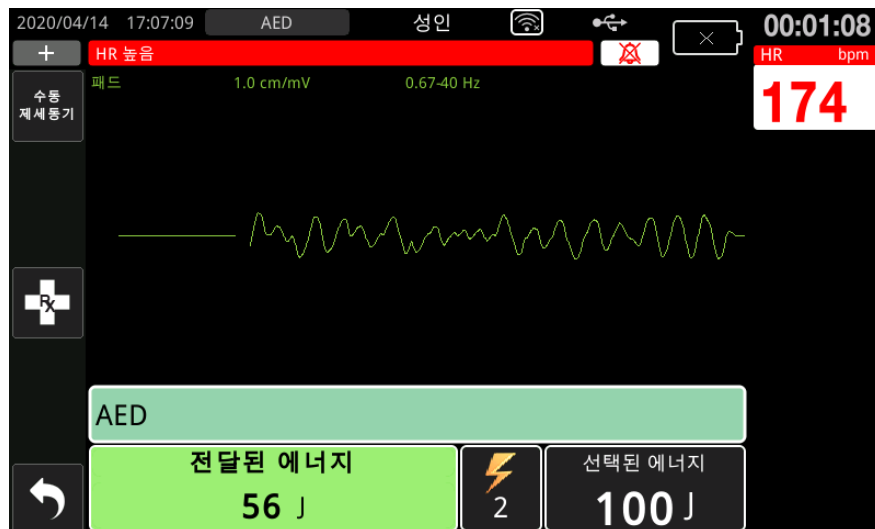 2020/04/14 17:07:09 AED 성인 00:01:08
HR 높음 HR bpm
패드 1.0 cm/mV 0.67-40 Hz 174
수동
제세동기
Rx
AED
전달된 에너지 선택된 에너지
56 J 2 100 J